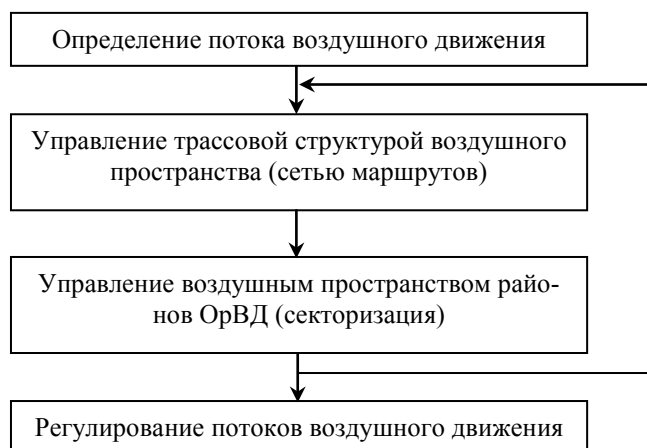 Определение потока воздушного движения
Управление трассовой структурой воздушного
пространства (сетью маршрутов)
Управление воздушным пространством райо-
нов ОрВД (секторизация)
Регулирование потоков воздушного движения